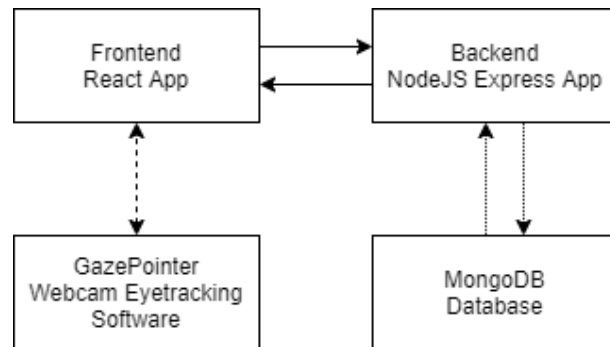 Frontend
React App
Backend
NodeJS Express App
GazePointer
Webcam Eyetracking
Software
MongoDB
Database